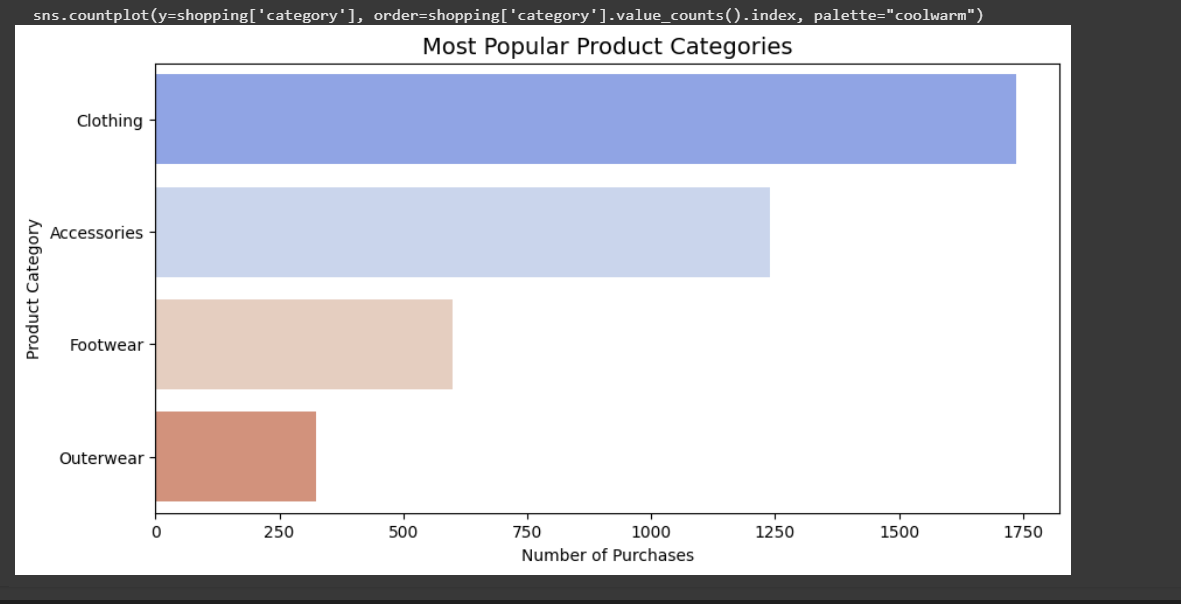 sns.countplot(y=shopping['category'], order=shopping['category'].value_counts().index, palette="coolwarm")
Most Popular Product Categories
Product Category
Clothing
Accessories
Footwear
Outerwear
0 250 500 750 1000 1250 1500 1750
Number of Purchases